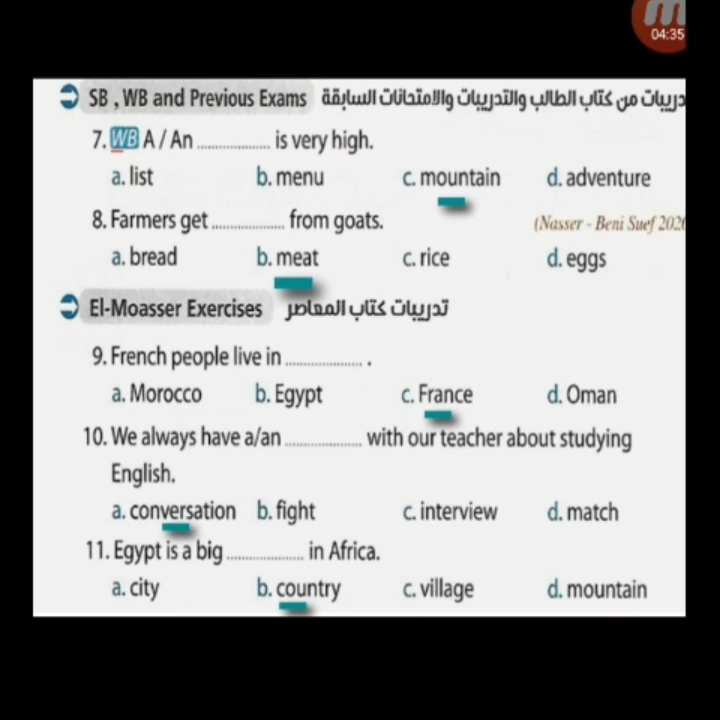 04:35
SB , WB and Previous Exams دريبات من كتاب الطالب والتدريبات والامتحانات السابقة
7. WB A / An .................... is very high.
a. list b. menu c. mountain d. adventure
8. Farmers get .................... from goats. (Nasser - Beni Suef 202
a. bread b. meat c. rice d. eggs
El-Moasser Exercises تدريبات كتاب المعاصر
9. French people live in .................... .
a. Morocco b. Egypt c. France d. Oman
10. We always have a/an .................... with our teacher about studying
English.
a. conversation b. fight c. interview d. match
11. Egypt is a big .................... in Africa.
a. city b. country c. village d. mountain